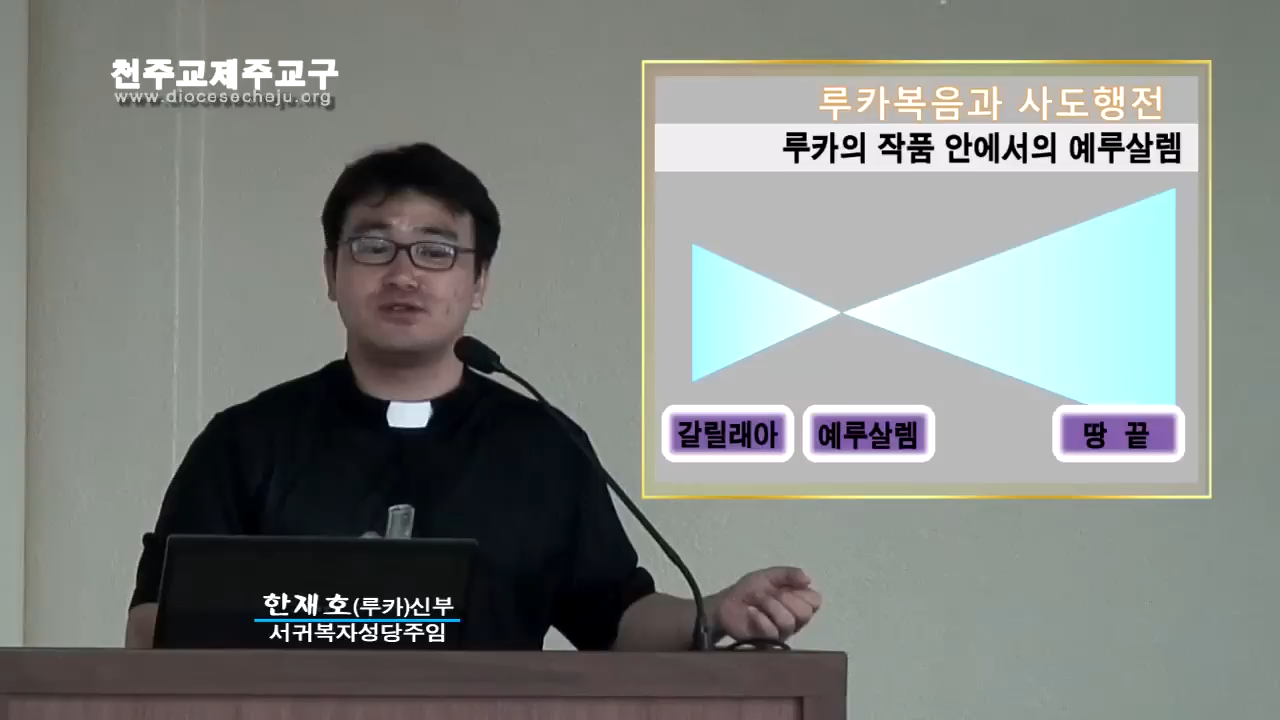 천주교제주교구
www.diocesecheju.org
루카복음과 사도행전
루카의 작품 안에서의 예루살렘
갈릴래아
예루살렘
땅 끝
한재호(루카)신부
서귀복자성당주임